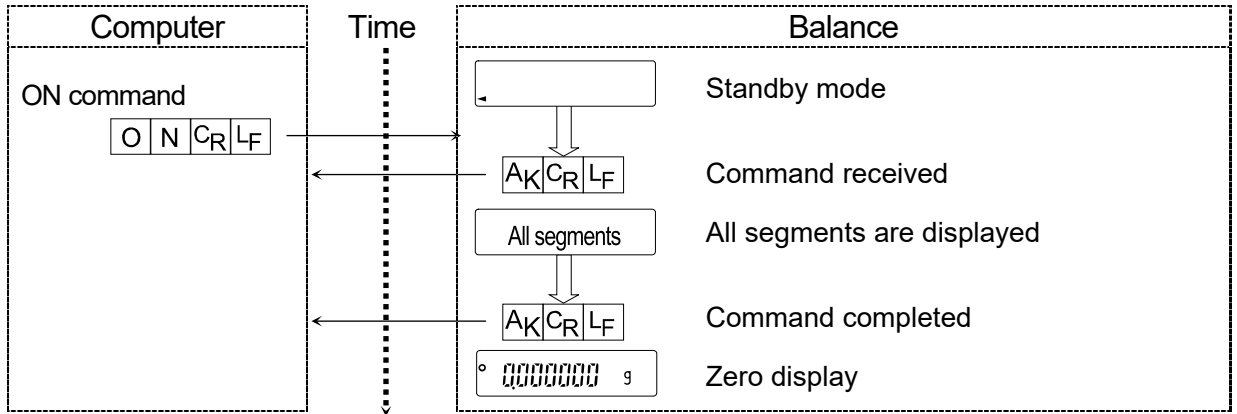 Computer Time Balance
Standby mode
ON command
O N CR LF
AK CR LF Command received
All segments All segments are displayed
AK CR LF Command completed
0.000000 g Zero display